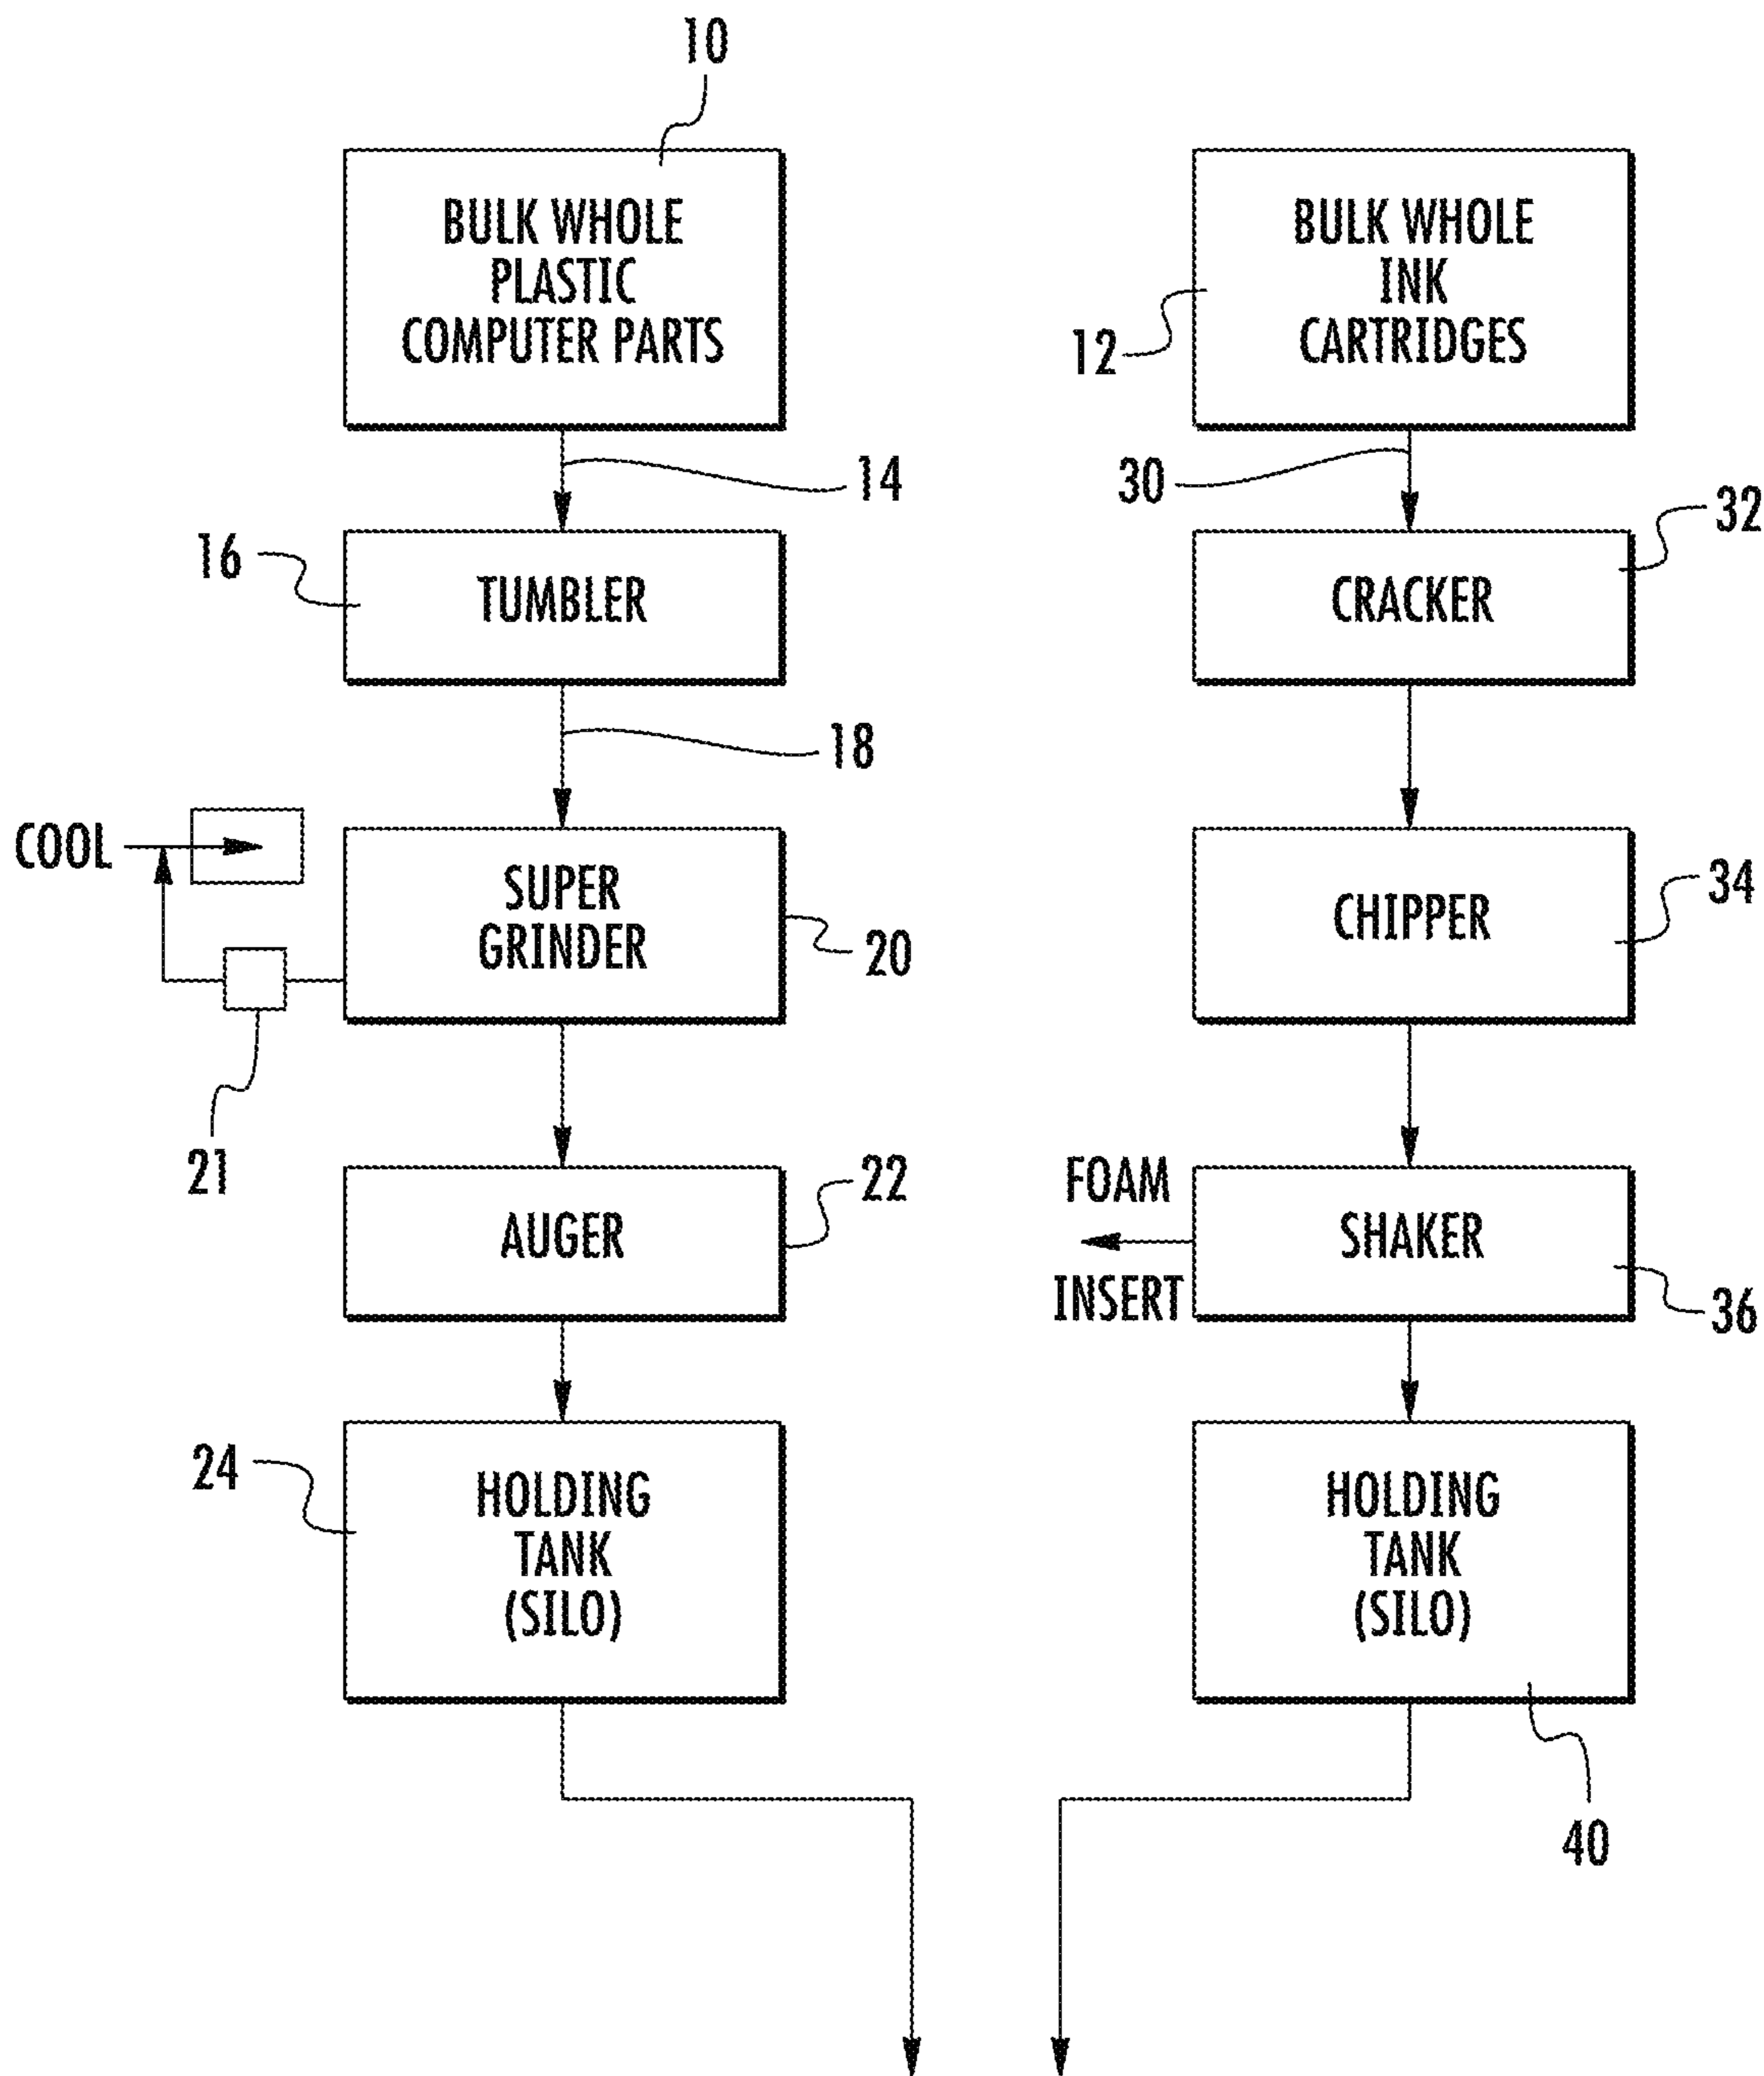 10
BULK WHOLE
PLASTIC
COMPUTER PARTS
BULK WHOLE
INK
CARTRIDGES
12
14
30
32
16
TUMBLER
CRACKER
18
COOL
SUPER
GRINDER
20
CHIPPER
34
21
22
AUGER
FOAM
INSERT
SHAKER
36
24
HOLDING
TANK
(SILO)
HOLDING
TANK
(SILO)
40